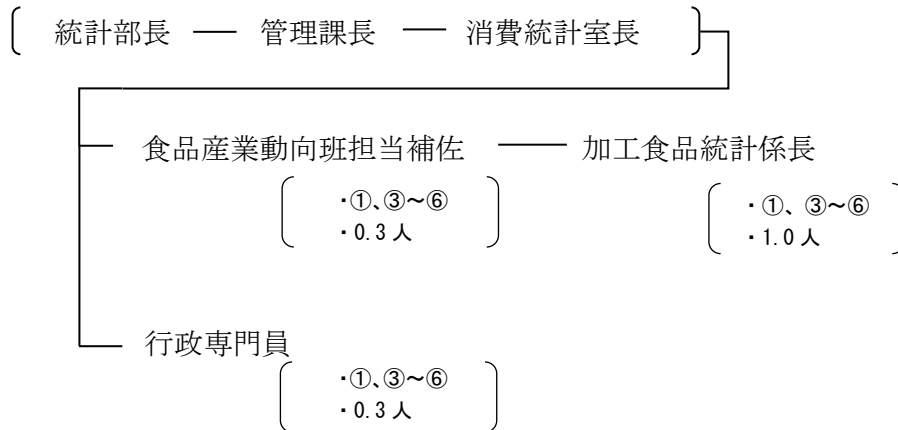 統計部長 ― 管理課長 ― 消費統計室長
食品産業動向班担当補佐 ― 加工食品統計係長
・①、③～⑥
・0.3人
・①、③～⑥
・1.0人
行政専門員
・①、③～⑥
・0.3人